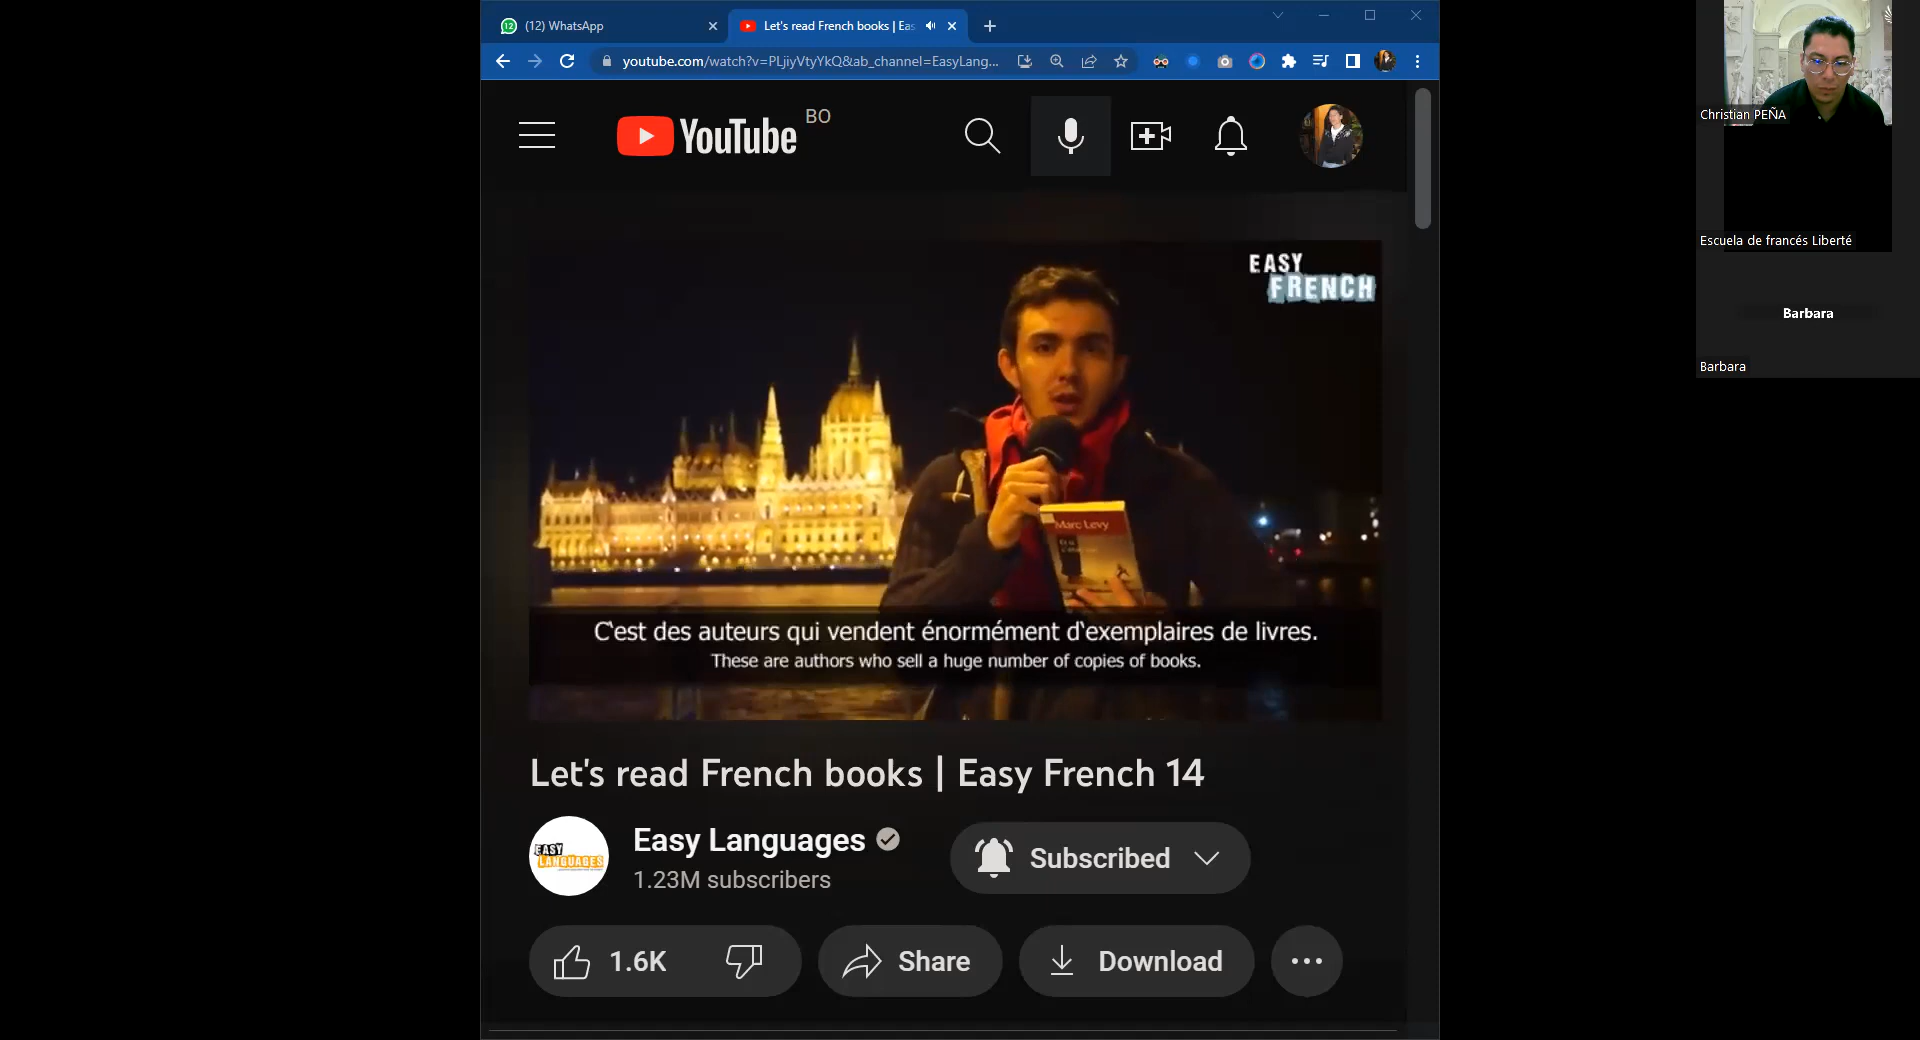 (12) WhatsApp
Let's read French books | Eas
youtube.com/watch?v=PLjiyVtyYkQ&ab_channel=EasyLang...
YouTube BO
EASY
FRENCH
Marc Levy
C'est des auteurs qui vendent énormément d'exemplaires de livres.
These are authors who sell a huge number of copies of books.
Let's read French books | Easy French 14
EASY
LANGUAGES
Easy Languages
1.23M subscribers
Subscribed
1.6K
Share
Download
Christian PEÑA
Escuela de francés Liberté
Barbara
Barbara